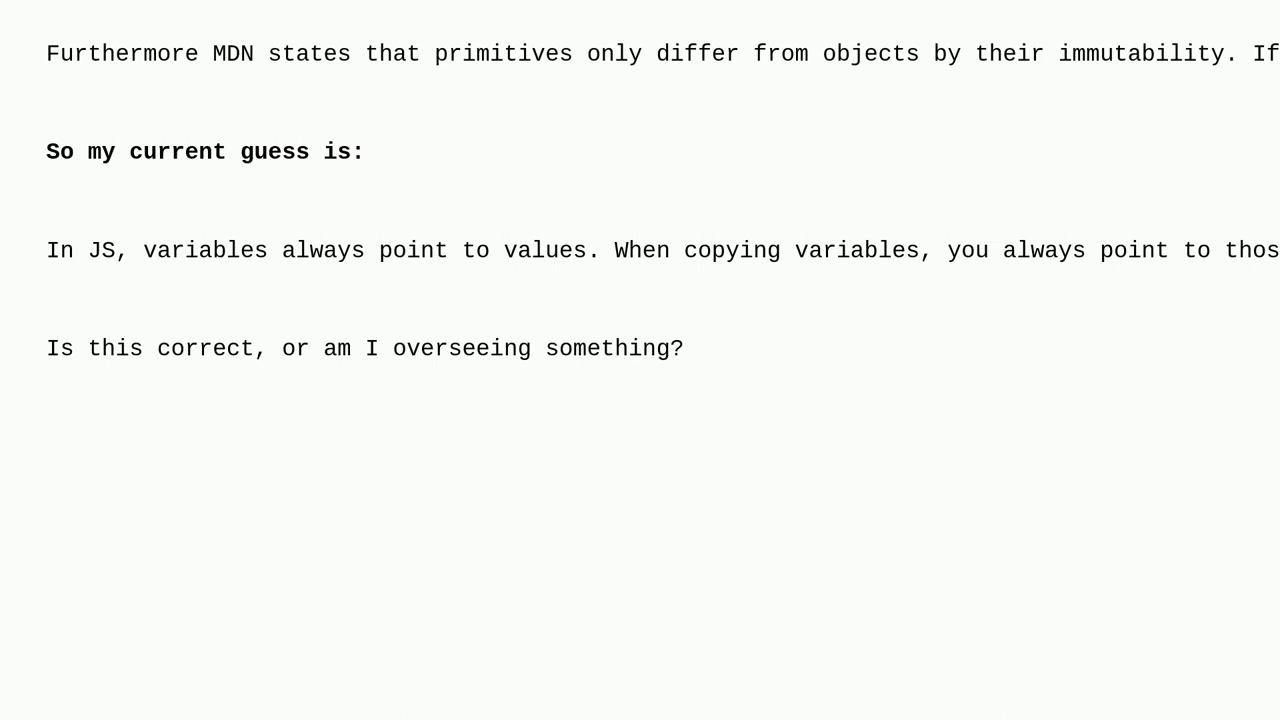 Furthermore MDN states that primitives only differ from objects by their immutability. If
So my current guess is:
In JS, variables always point to values. When copying variables, you always point to thos
Is this correct, or am I overseeing something?